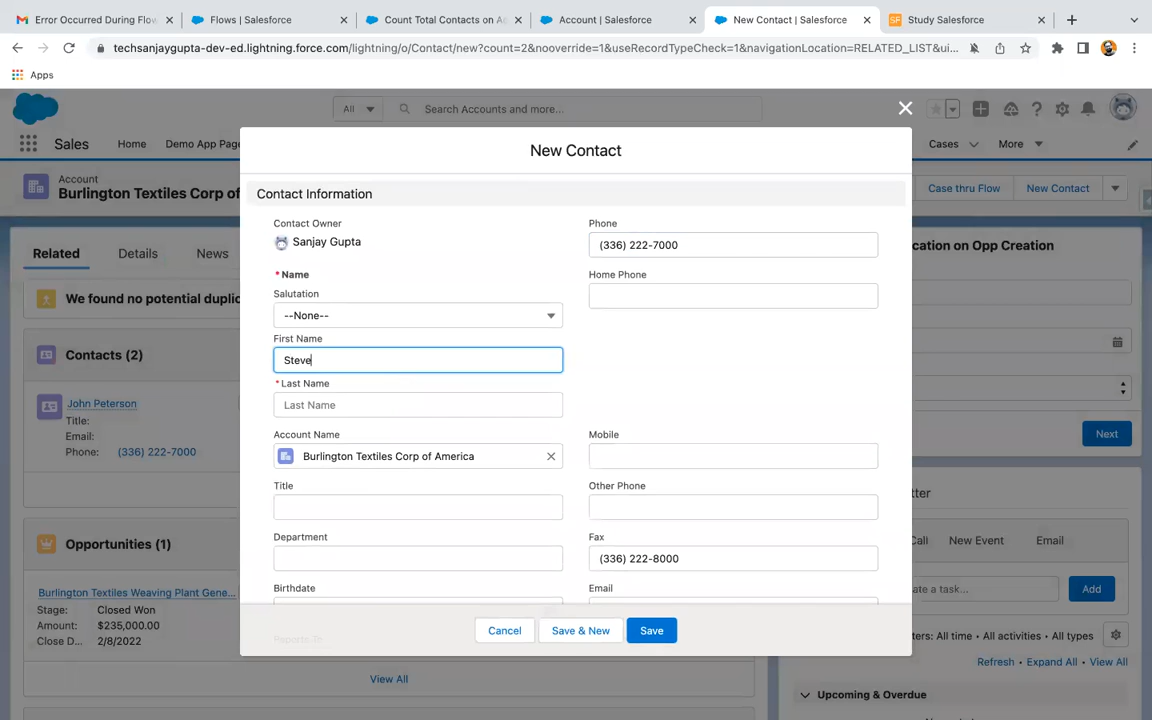 Error Occurred During Flow
Flows | Salesforce
Count Total Contacts on A
Account | Salesforce
New Contact | Salesforce
SF Study Salesforce
techsanjaygupta-dev-ed.lightning.force.com/lightning/o/Contact/new?count=2&nooverride=1&useRecordTypeCheck=1&navigationLocation=RELATED_LIST&ui...
Apps
All
Search Accounts and more...
Sales
Home
Demo App Page
Cases
More
New Contact
Account
Burlington Textiles Corp of
Case thru Flow
New Contact
Contact Information
Contact Owner
Sanjay Gupta
Phone
(336) 222-7000
Related
Details
News
cation on Opp Creation
* Name
Home Phone
Salutation
--None--
We found no potential duplic
First Name
Steve
Contacts (2)
* Last Name
Last Name
John Peterson
Title:
Email:
Phone:
(336) 222-7000
Account Name
Burlington Textiles Corp of America
Mobile
Next
Title
Other Phone
tter
Department
Fax
(336) 222-8000
Call
New Event
Email
Opportunities (1)
Birthdate
Email
Burlington Textiles Weaving Plant Gene...
Stage:
Closed Won
Amount:
$235,000.00
Close D...
2/8/2022
ate a task...
Add
Reports To
Cancel
Save & New
Save
ters: All time • All activities • All types
Refresh • Expand All • View All
View All
Upcoming & Overdue